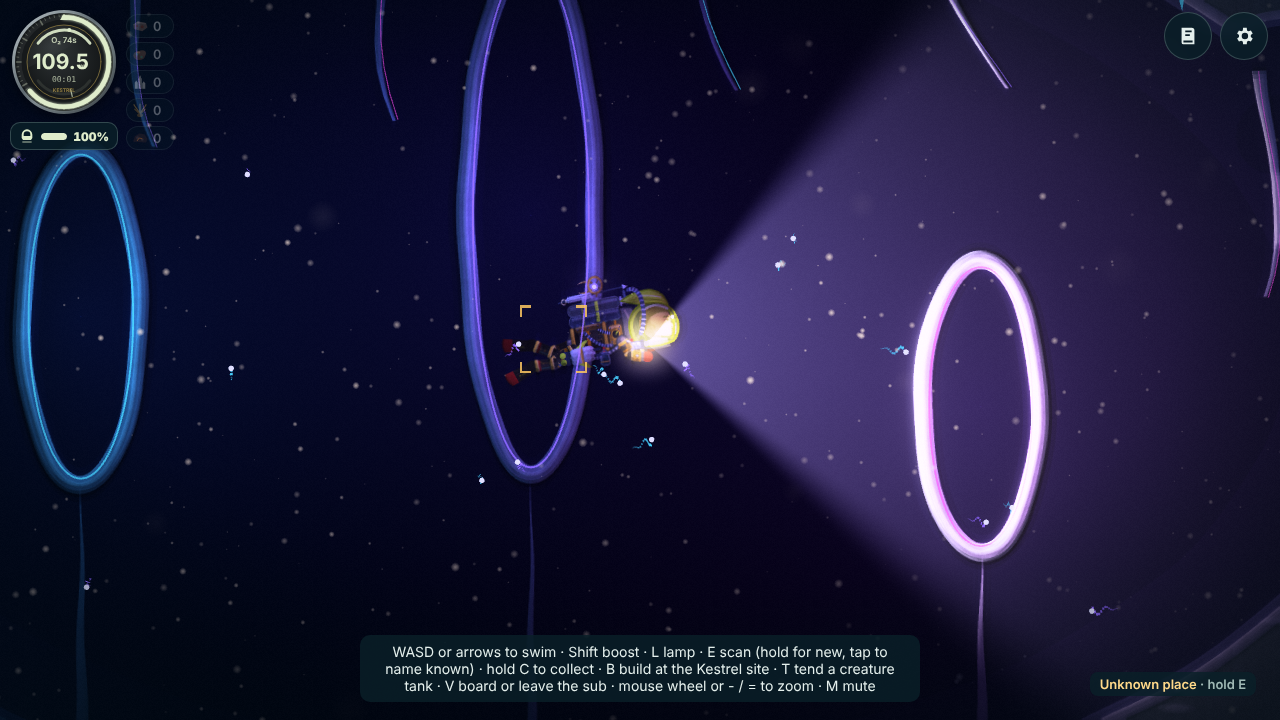 O₂ 74s
109.5
00:01
KESTREL
100%
0
0
0
0
0
WASD or arrows to swim · Shift boost · L lamp · E scan (hold for new, tap to
name known) · hold C to collect · B build at the Kestrel site · T tend a creature
tank · V board or leave the sub · mouse wheel or - / = to zoom · M mute
Unknown place · hold E